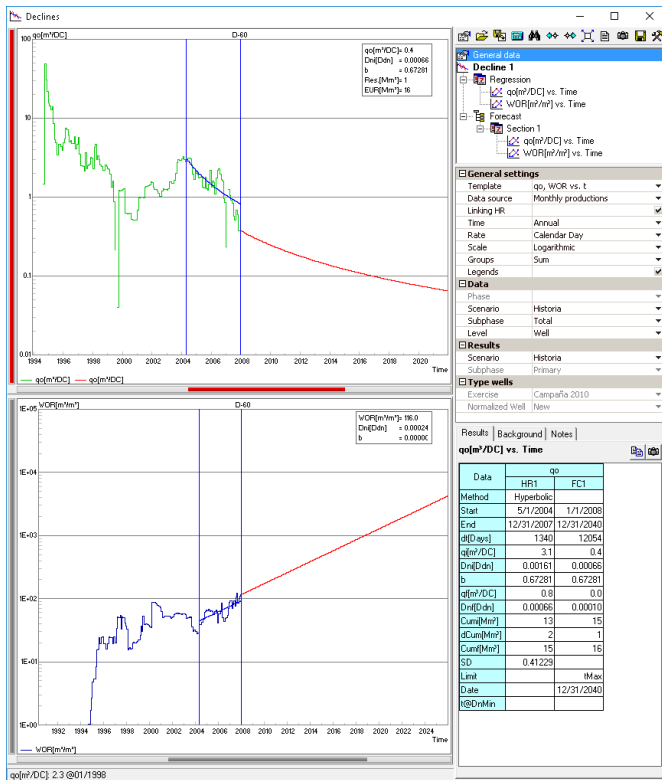 Declines
qo[m³/DC]
D-60
100
10
1
0.1
0.01
qo[m³/DC]= 0.4
Dni[Ddn] = 0.00066
b = 0.67281
Res.[Mm³]= 1
EUR[Mm³]= 16
1994 1996 1998 2000 2002 2004 2006 2008 2010 2012 2014 2016 2018 2020
Time
qo[m³/DC] qo[m³/DC]
WOR[m³/m³]
D-60
1E+05
1E+04
1E+03
1E+02
1E+01
1E+00
WOR[m³/m³]= 116.0
Dni[Ddn] = 0.00024
b = 0.0000
1992 1994 1996 1998 2000 2002 2004 2006 2008 2010 2012 2014 2016 2018 2020 2022 2024
Time
WOR[m³/m³]
qo[m³/DC]: 2.3 @01/1998
General data
Decline 1
Regression
qo[m³/DC] vs. Time
WOR[m³/m³] vs. Time
Forecast
Section 1
qo[m³/DC] vs. Time
WOR[m³/m³] vs. Time
General settings
Template qo, WOR vs. t
Data source Monthly productions
Linking HR
Time Annual
Rate Calendar Day
Scale Logarithmic
Groups Sum
Legends
Data
Phase
Scenario Historia
Subphase Total
Level Well
Results
Scenario Historia
Subphase Primary
Type wells
Exercise Campaña 2010
Normalized Well New
Results Background Notes
qo[m³/DC] vs. Time
Data qo
HR1 FC1
Method Hyperbolic
Start 5/1/2004 1/1/2008
End 12/31/2007 12/31/2040
dt[Days] 1340 12054
qi[m³/DC] 3.1 0.4
Dni[Ddn] 0.00161 0.00066
b 0.67281 0.67281
qf[m³/DC] 0.8 0.0
Dnf[Ddn] 0.00066 0.00010
Cumi[Mm³] 13 15
dCum[Mm³] 2 1
Cumf[Mm³] 15 16
SD 0.41229
Limit tMax
Date 12/31/2040
t@DnMin